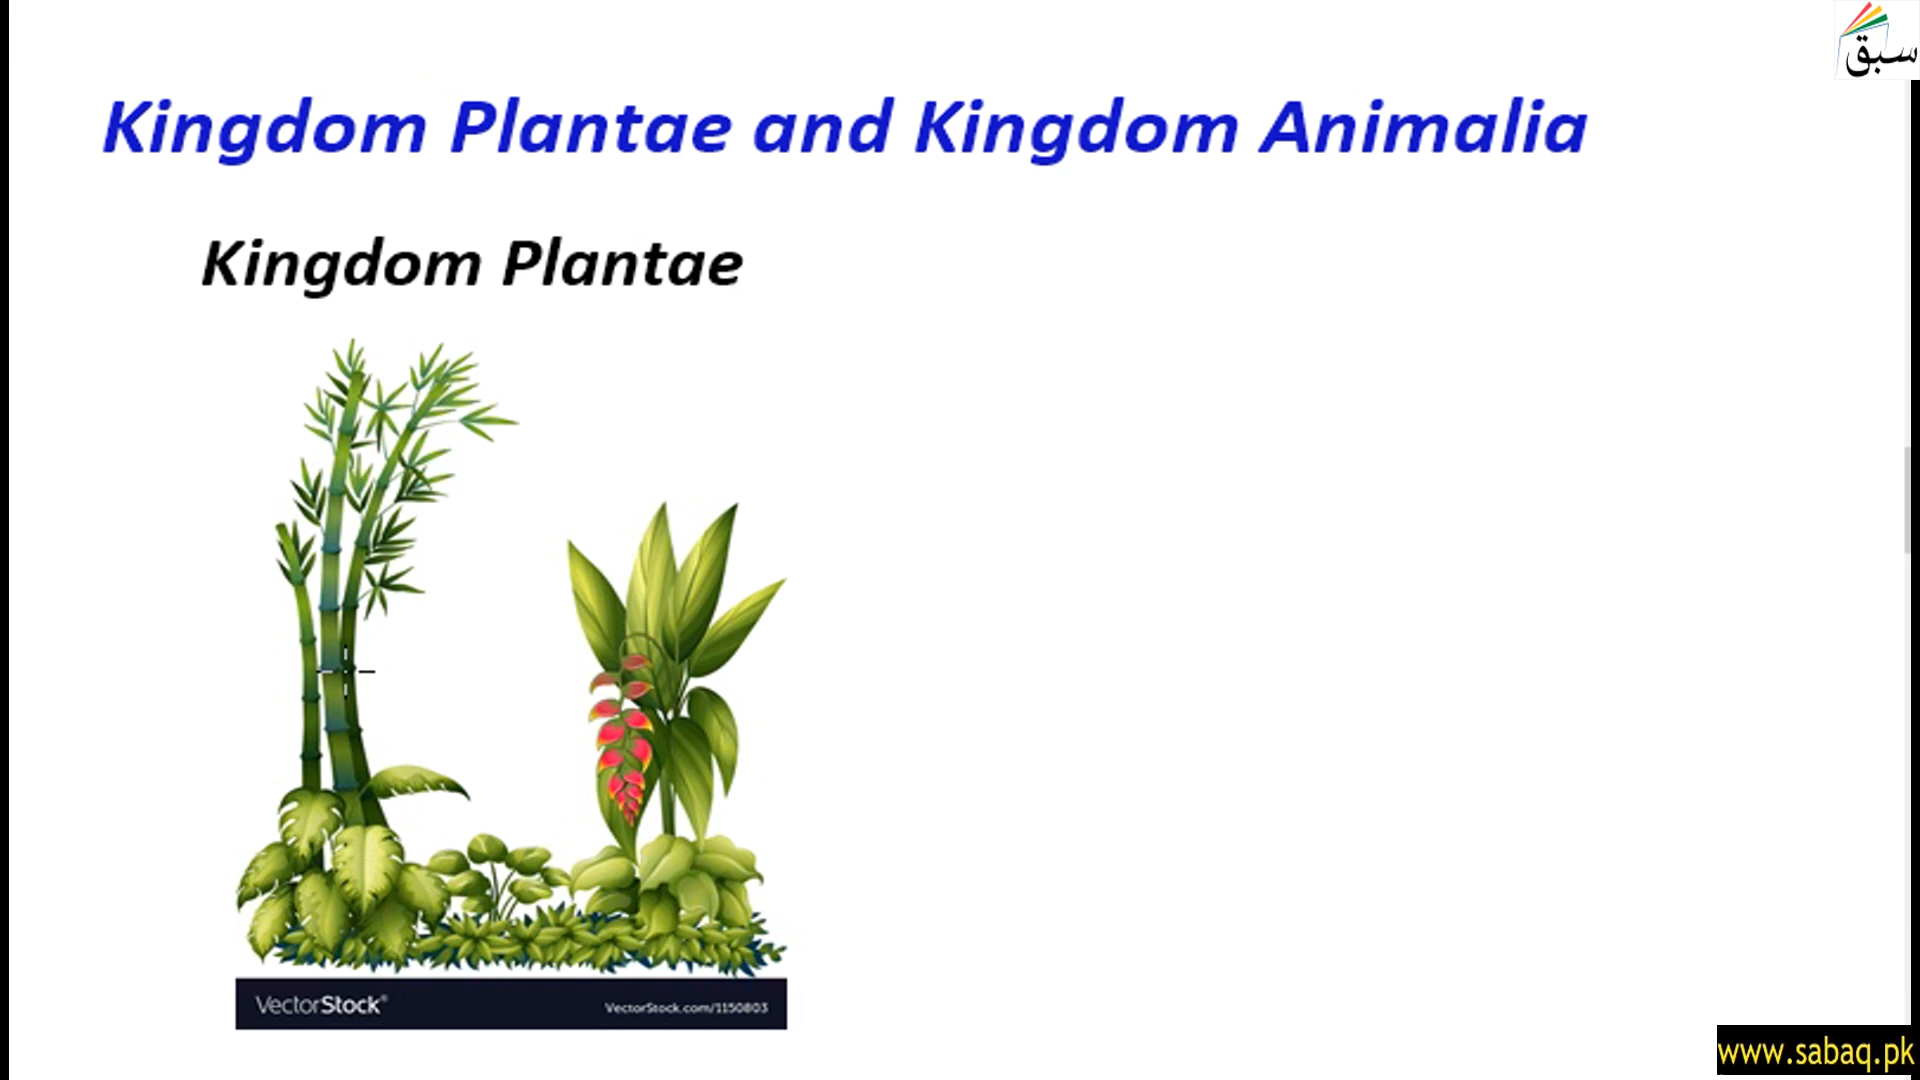 سبق
Kingdom Plantae and Kingdom Animalia
Kingdom Plantae
VectorStock®
VectorStock.com/1150803
www.sabaq.pk